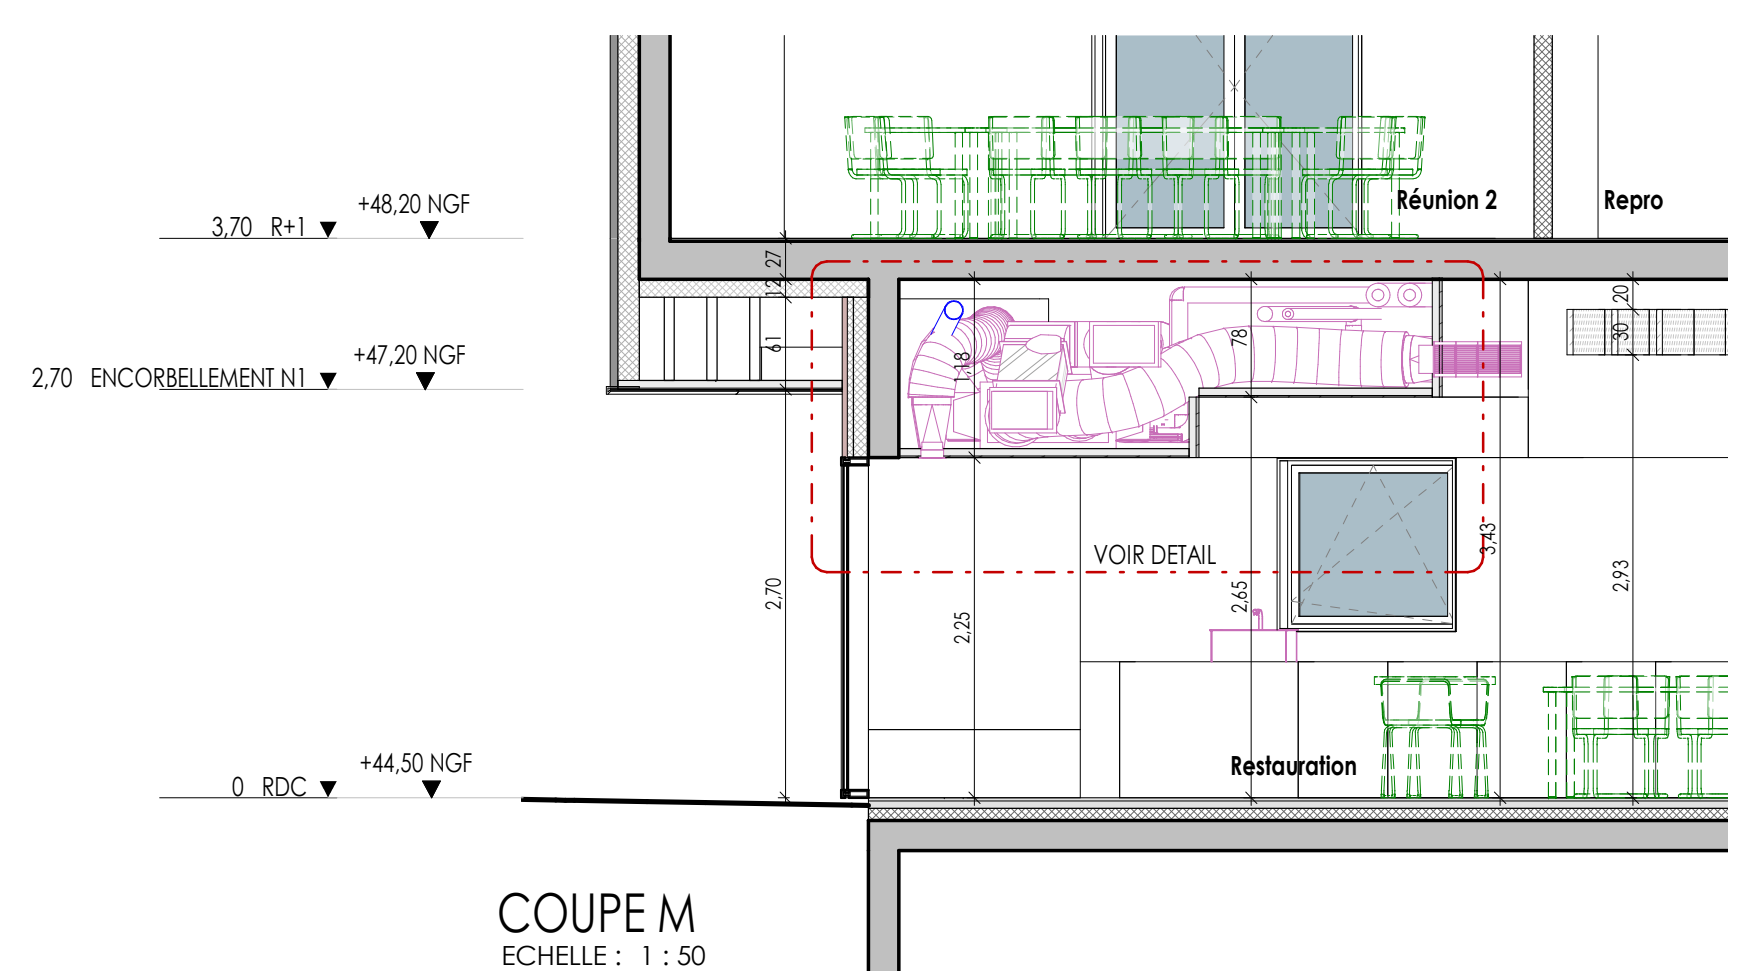 Réunion 2
Repro
+48,20 NGF
3,70 R+1
27
12
20
61
1,18
78
30
+47,20 NGF
2,70 ENCORBELLEMENT N1
VOIR DETAIL
3,43
2,70
2,25
2,65
2,93
+44,50 NGF
0 RDC
Restauration
COUPE M
ECHELLE : 1 : 50